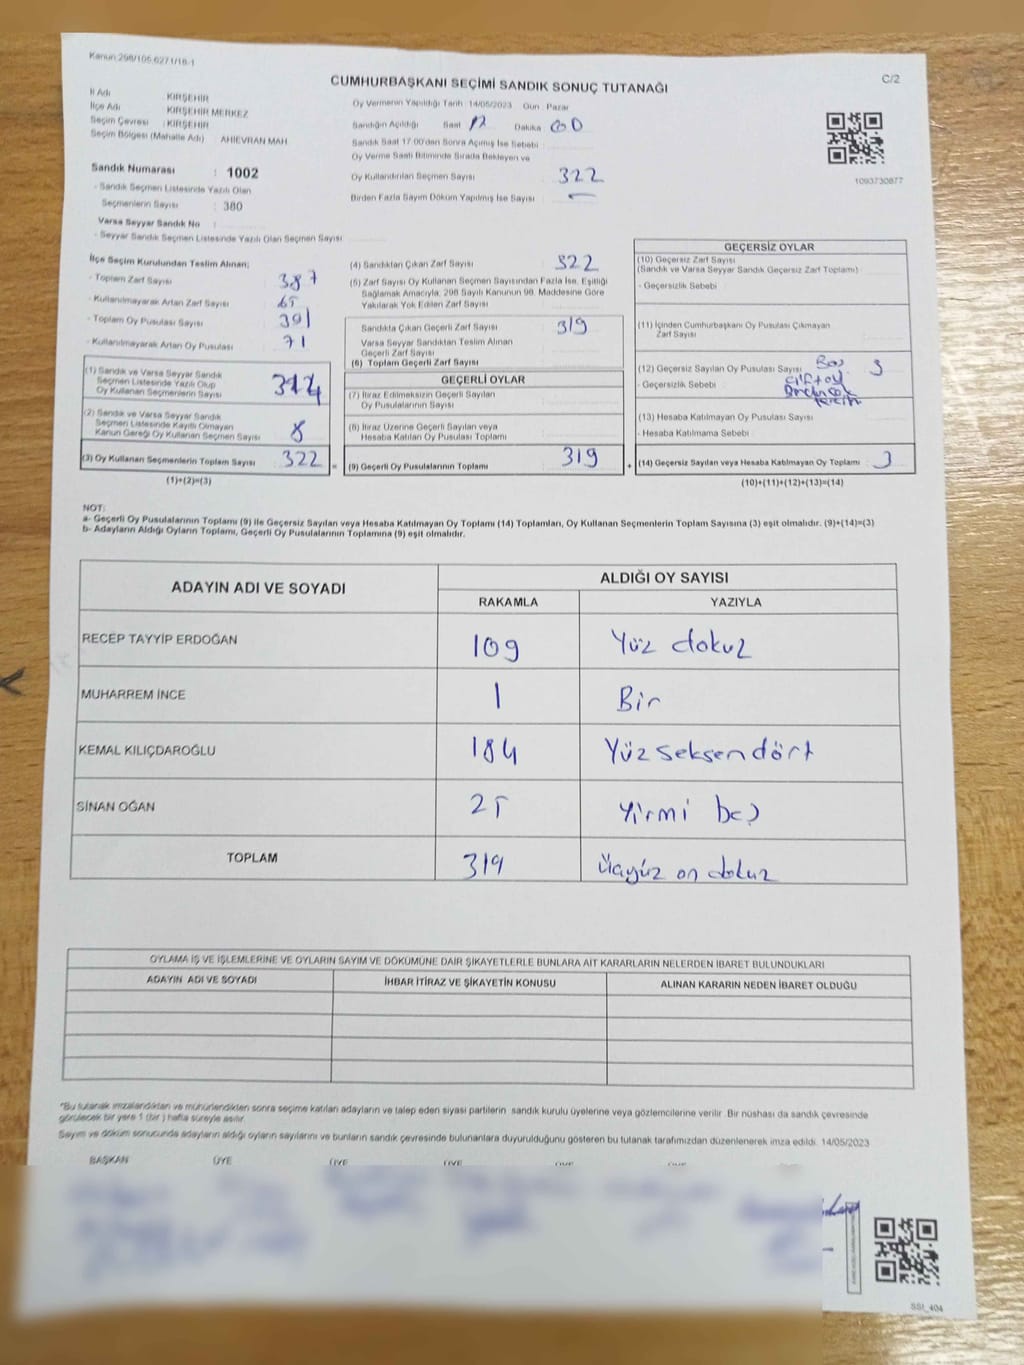 Kanun:298/105 6271/18-1
C/2
CUMHURBAŞKANI SEÇİMİ SANDIK SONUÇ TUTANAĞI
İl Adı : KIRŞEHİR
İlçe Adı : KIRŞEHİR MERKEZ
Seçim Çevresi : KIRŞEHİR
Seçim Bölgesi (Mahalle Adı) : AHİEVRAN MAH.
Sandık Numarası : 1002
- Sandık Seçmen Listesinde Yazılı Olan
Seçmenlerin Sayısı : 380
Varsa Seyyar Sandık No :
- Seyyar Sandık Seçmen Listesinde Yazılı Olan Seçmen Sayısı :
Oy Vermenin Yapıldığı Tarih : 14/05/2023 Gün : Pazar
Sandığın Açıldığı Saat : 17 Dakika : 00
Sandık Saat 17:00'den Sonra Açımış İse Sebebi :
Oy Verme Saati Bitiminde Sırada Bekleyen ve
Oy Kullandırılan Seçmen Sayısı : 322
Birden Fazla Sayım Döküm Yapılmış İse Sayısı : -
1093730877
İlçe Seçim Kurulundan Teslim Alınan;
- Toplam Zarf Sayısı : 387
- Kullanılmayarak Artan Zarf Sayısı : 65
- Toplam Oy Pusulası Sayısı : 391
- Kullanılmayarak Artan Oy Pusulası : 71
(1) Sandık ve Varsa Seyyar Sandık
Seçmen Listesinde Yazılı Olup
Oy Kullanan Seçmenlerin Sayısı : 314
(2) Sandık ve Varsa Seyyar Sandık
Seçmen Listesinde Kayıtlı Olmayan
Kanun Gereği Oy Kullanan Seçmen Sayısı : 8
(3) Oy Kullanan Seçmenlerin Toplam Sayısı : 322
(1)+(2)=(3)
(4) Sandıktan Çıkan Zarf Sayısı : 322
(5) Zarf Sayısı Oy Kullanan Seçmen Sayısından Fazla İse, Eşitliği
Sağlamak Amacıyla; 298 Sayılı Kanunun 98. Maddesine Göre
Yakılarak Yok Edilen Zarf Sayısı :
Sandıkta Çıkan Geçerli Zarf Sayısı : 319
Varsa Seyyar Sandıktan Teslim Alınan
Geçerli Zarf Sayısı :
(6) Toplam Geçerli Zarf Sayısı :
GEÇERLİ OYLAR
(7) İtiraz Edilmeksizin Geçerli Sayılan
Oy Pusulalarının Sayısı :
(8) İtiraz Üzerine Geçerli Sayılan veya
Hesaba Katılan Oy Pusulası Toplamı :
(9) Geçerli Oy Pusulalarının Toplamı : 319
GEÇERSİZ OYLAR
(10) Geçersiz Zarf Sayısı
(Sandık ve Varsa Seyyar Sandık Geçersiz Zarf Toplamı) :
- Geçersizlik Sebebi :
(11) İçinden Cumhurbaşkanı Oy Pusulası Çıkmayan
Zarf Sayısı :
(12) Geçersiz Sayılan Oy Pusulası Sayısı : Boş 3
- Geçersizlik Sebebi : çift oy
(13) Hesaba Katılmayan Oy Pusulası Sayısı :
- Hesaba Katılmama Sebebi :
(14) Geçersiz Sayılan veya Hesaba Katılmayan Oy Toplamı : 3
(10)+(11)+(12)+(13)=(14)
NOT:
a- Geçerli Oy Pusulalarının Toplamı (9) ile Geçersiz Sayılan veya Hesaba Katılmayan Oy Toplamı (14) Toplamları, Oy Kullanan Seçmenlerin Toplam Sayısına (3) eşit olmalıdır. (9)+(14)=(3)
b- Adayların Aldığı Oyların Toplamı, Geçerli Oy Pusulalarının Toplamına (9) eşit olmalıdır.
ADAYIN ADI VE SOYADI
ALDIĞI OY SAYISI
RAKAMLA YAZIYLA
RECEP TAYYİP ERDOĞAN 109 Yüz dokuz
MUHARREM İNCE 1 Bir
KEMAL KILIÇDAROĞLU 184 Yüz seksen dört
SİNAN OĞAN 25 Yirmi beş
TOPLAM 319 Üçyüz on dokuz
OYLAMA İŞ VE İŞLEMLERİNE VE OYLARIN SAYIM VE DÖKÜMÜNE DAİR ŞİKAYETLERLE BUNLARA AİT KARARLARIN NELERDEN İBARET BULUNDUKLARI
ADAYIN ADI VE SOYADI İHBAR İTİRAZ VE ŞİKAYETİN KONUSU ALINAN KARARIN NEDEN İBARET OLDUĞU
*Bu tutanak imzalandıktan ve mühürlendikten sonra seçime katılan adayların ve talep eden siyasi partilerin sandık kurulu üyelerine veya gözlemcilerine verilir. Bir nüshası da sandık çevresinde
görülecek bir yere 1 (bir) hafta süreyle asılır.
Sayım ve döküm sonucunda adayların aldığı oyların sayılarını ve bunların sandık çevresinde bulunanlara duyurulduğunu gösteren bu tutanak tarafımızdan düzenlenerek imza edildi. 14/05/2023
BAŞKAN ÜYE ÜYE ÜYE
SSI_404